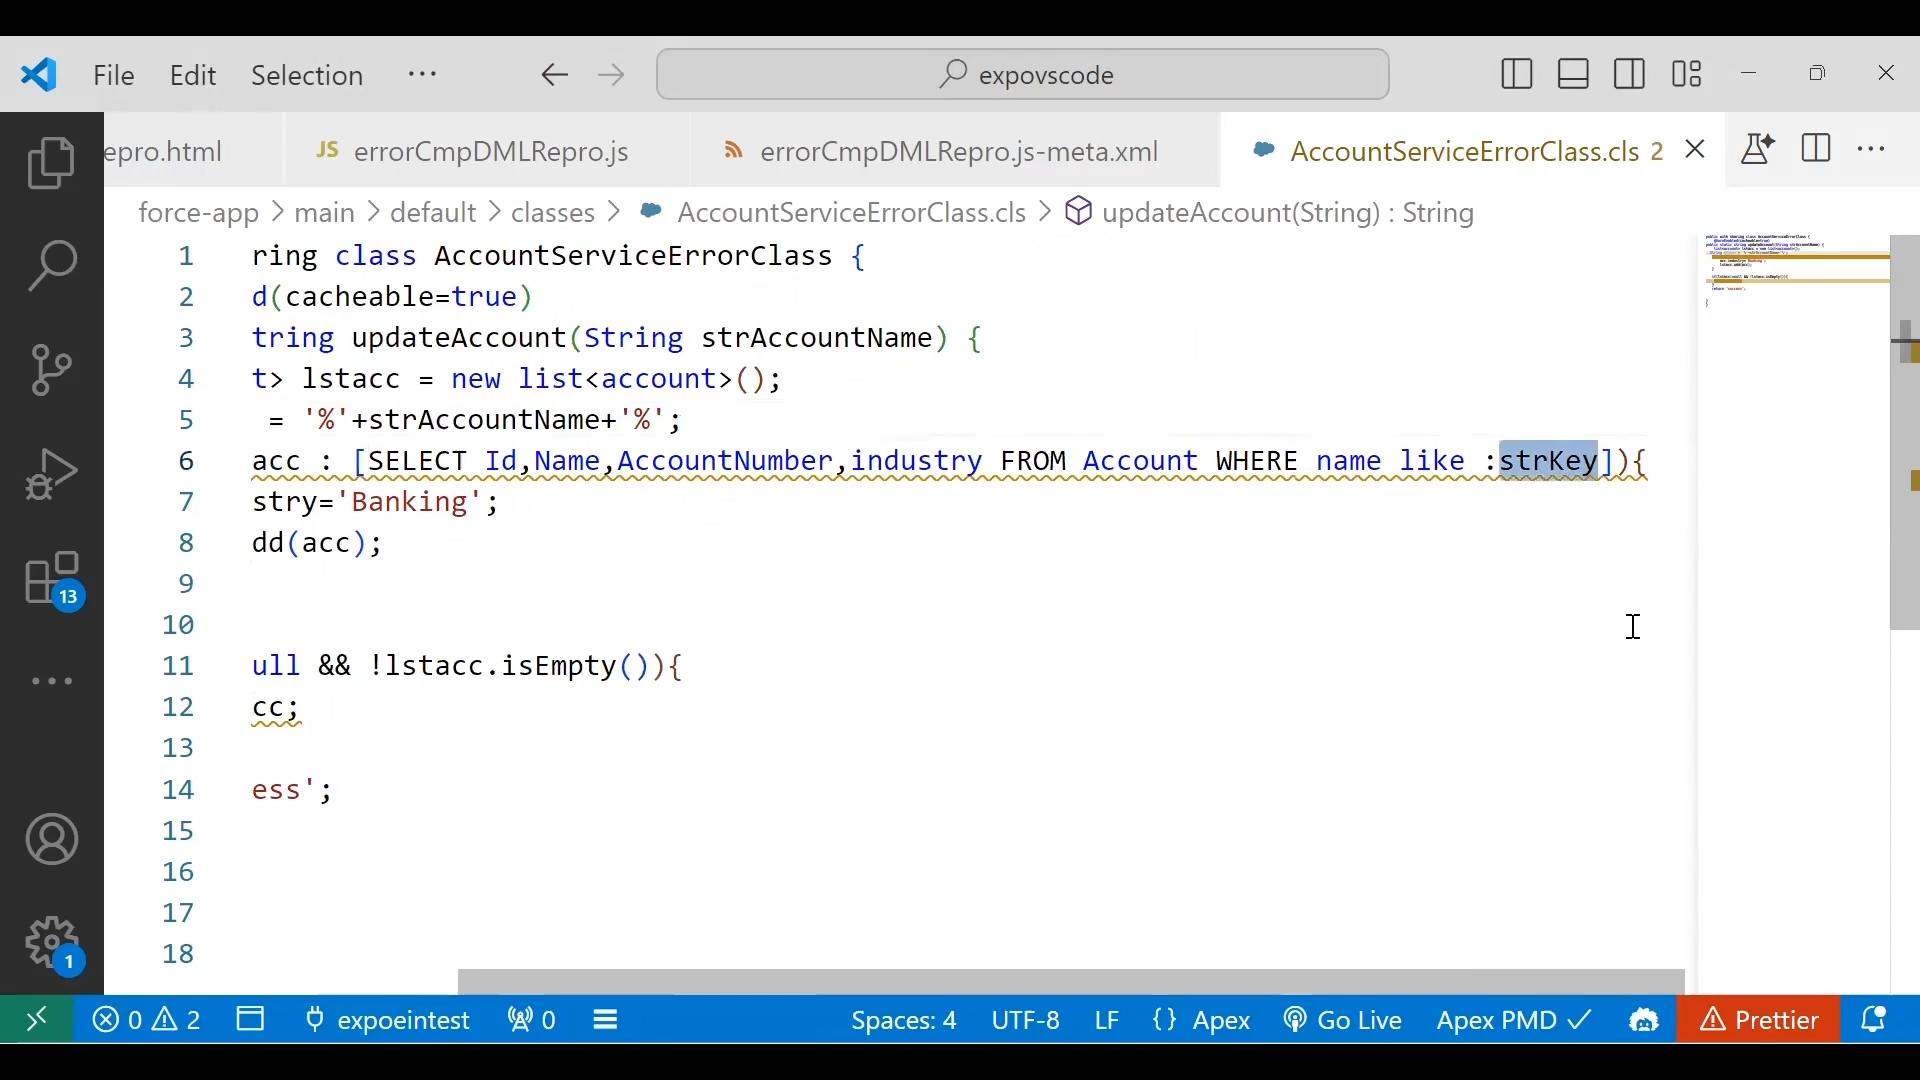 File Edit Selection ··· expovscode
epro.html JS errorCmpDMLRepro.js errorCmpDMLRepro.js-meta.xml AccountServiceErrorClass.cls 2
force-app > main > default > classes > AccountServiceErrorClass.cls > updateAccount(String) : String
1 ring class AccountServiceErrorClass {
2 d(cacheable=true)
3 tring updateAccount(String strAccountName) {
4 t> lstacc = new list<account>();
5 = '%'+strAccountName+'%';
6 acc : [SELECT Id,Name,AccountNumber,industry FROM Account WHERE name like :strKey]){
7 stry='Banking';
8 dd(acc);
9
10
11 ull && !lstacc.isEmpty()){
12 cc;
13
14 ess';
15
16
17
18
13
1
0 2 expoeintest 0 Spaces: 4 UTF-8 LF {} Apex Go Live Apex PMD Prettier